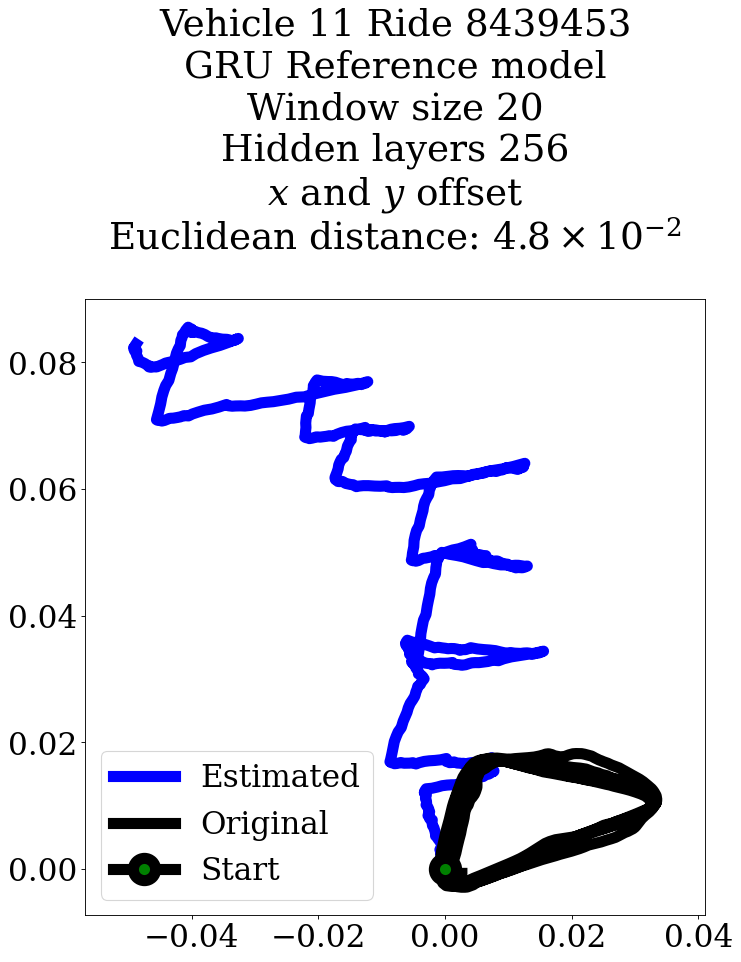 Vehicle 11 Ride 8439453
GRU Reference model
Window size 20
Hidden layers 256
x and y offset
Euclidean distance: 4.8 × 10⁻²
0.08
0.06
0.04
0.02
0.00
Estimated
Original
Start
−0.04 −0.02 0.00 0.02 0.04